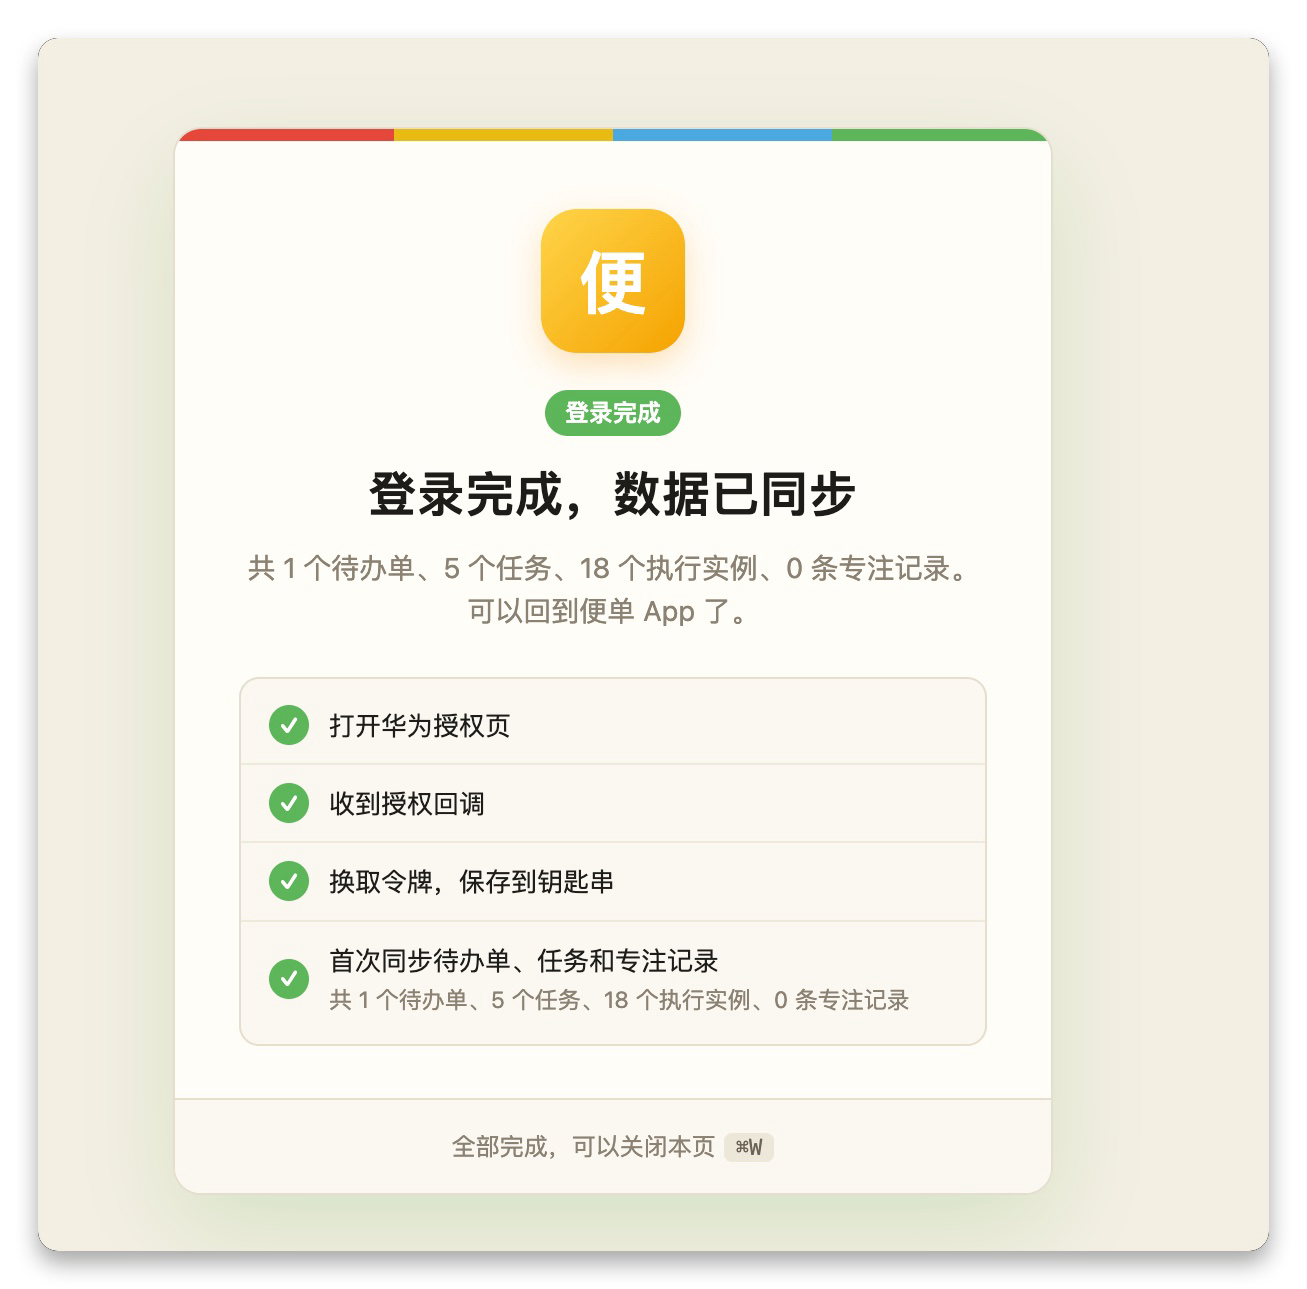 便
登录完成
登录完成，数据已同步
共 1 个待办单、5 个任务、18 个执行实例、0 条专注记录。
可以回到便单 App 了。
打开华为授权页
收到授权回调
换取令牌，保存到钥匙串
首次同步待办单、任务和专注记录
共 1 个待办单、5 个任务、18 个执行实例、0 条专注记录
全部完成，可以关闭本页 ⌘W